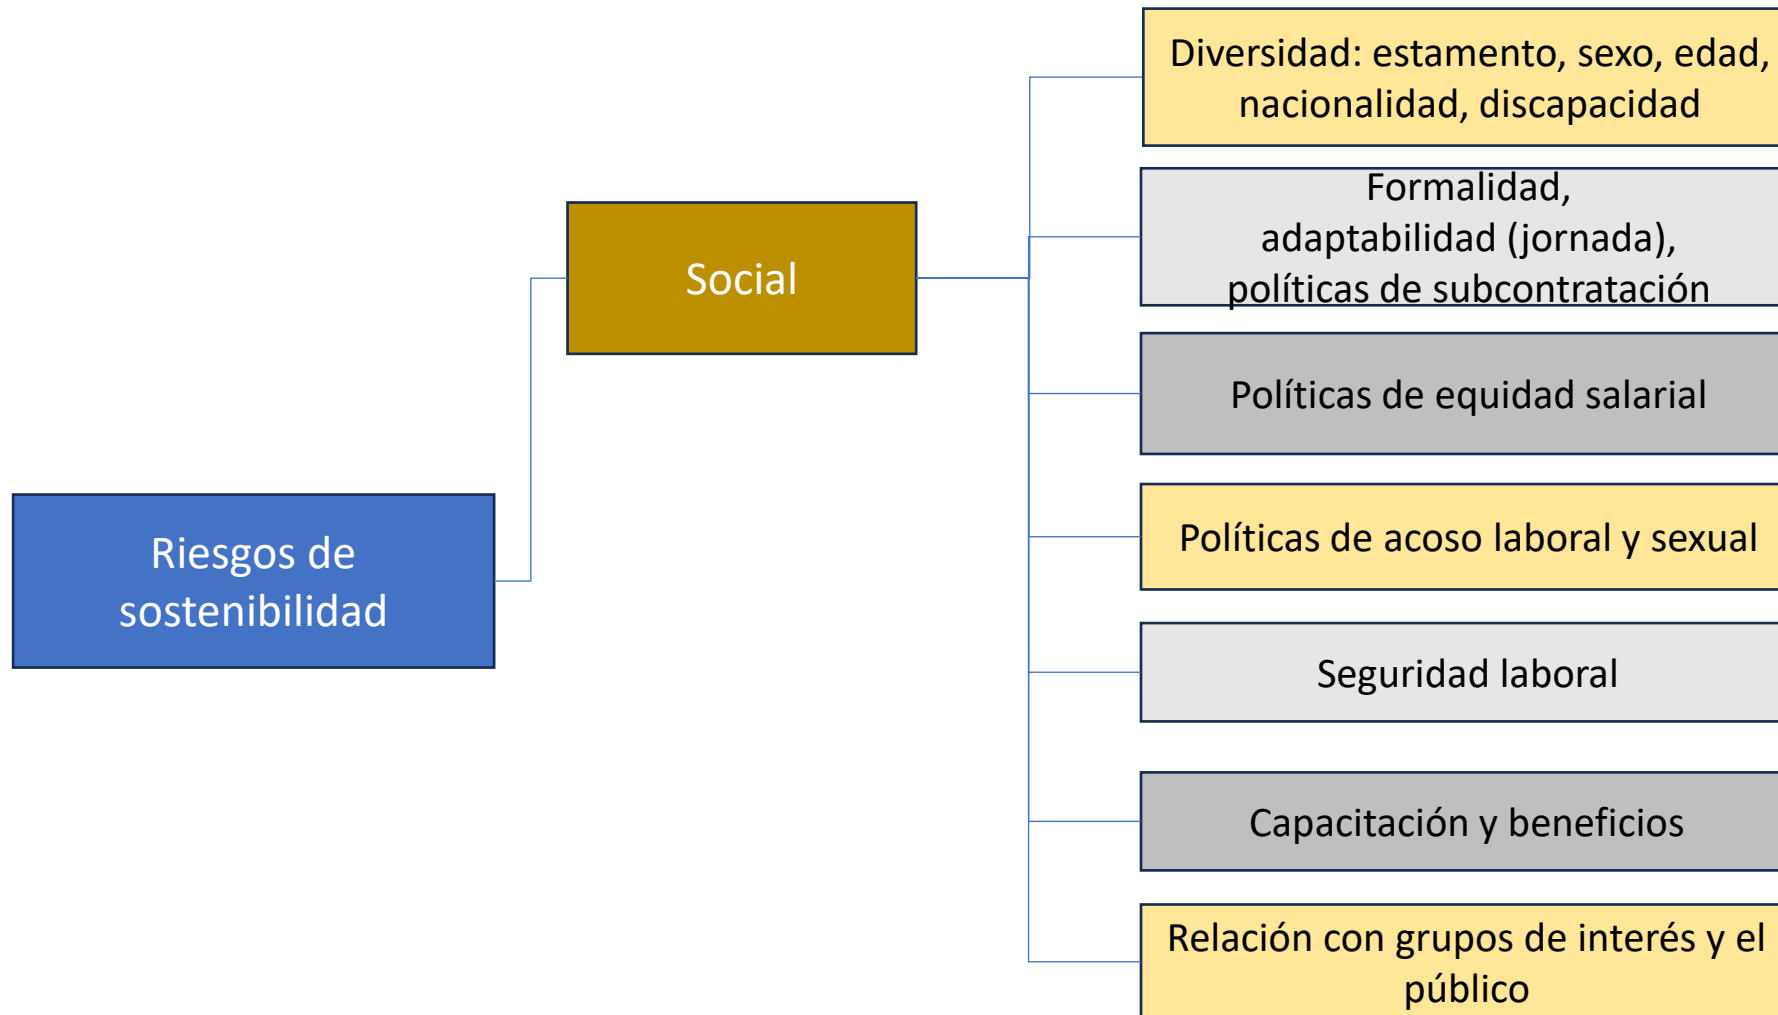 Riesgos de
sostenibilidad
Social
Diversidad: estamento, sexo, edad,
nacionalidad, discapacidad
Formalidad,
adaptabilidad (jornada),
políticas de subcontratación
Políticas de equidad salarial
Políticas de acoso laboral y sexual
Seguridad laboral
Capacitación y beneficios
Relación con grupos de interés y el
público